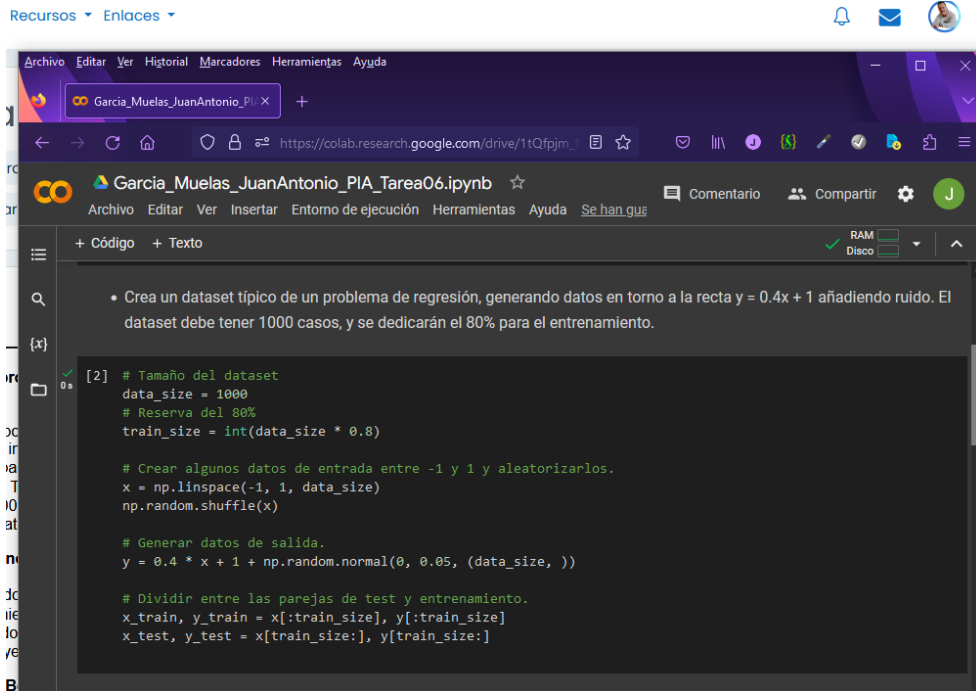 Recursos Enlaces
Archivo Editar Ver Historial Marcadores Herramientas Ayuda
Garcia_Muelas_JuanAntonio_PI
https://colab.research.google.com/drive/1tQfpjm_
Garcia_Muelas_JuanAntonio_PIA_Tarea06.ipynb
Comentario Compartir J
Archivo Editar Ver Insertar Entorno de ejecución Herramientas Ayuda Se han gua
+ Código + Texto
RAM
Disco
• Crea un dataset típico de un problema de regresión, generando datos en torno a la recta y = 0.4x + 1 añadiendo ruido. El
dataset debe tener 1000 casos, y se dedicarán el 80% para el entrenamiento.
{x}
0 s
[2] # Tamaño del dataset
data_size = 1000
# Reserva del 80%
train_size = int(data_size * 0.8)
# Crear algunos datos de entrada entre -1 y 1 y aleatorizarlos.
x = np.linspace(-1, 1, data_size)
np.random.shuffle(x)
# Generar datos de salida.
y = 0.4 * x + 1 + np.random.normal(0, 0.05, (data_size, ))
# Dividir entre las parejas de test y entrenamiento.
x_train, y_train = x[:train_size], y[:train_size]
x_test, y_test = x[train_size:], y[train_size:]